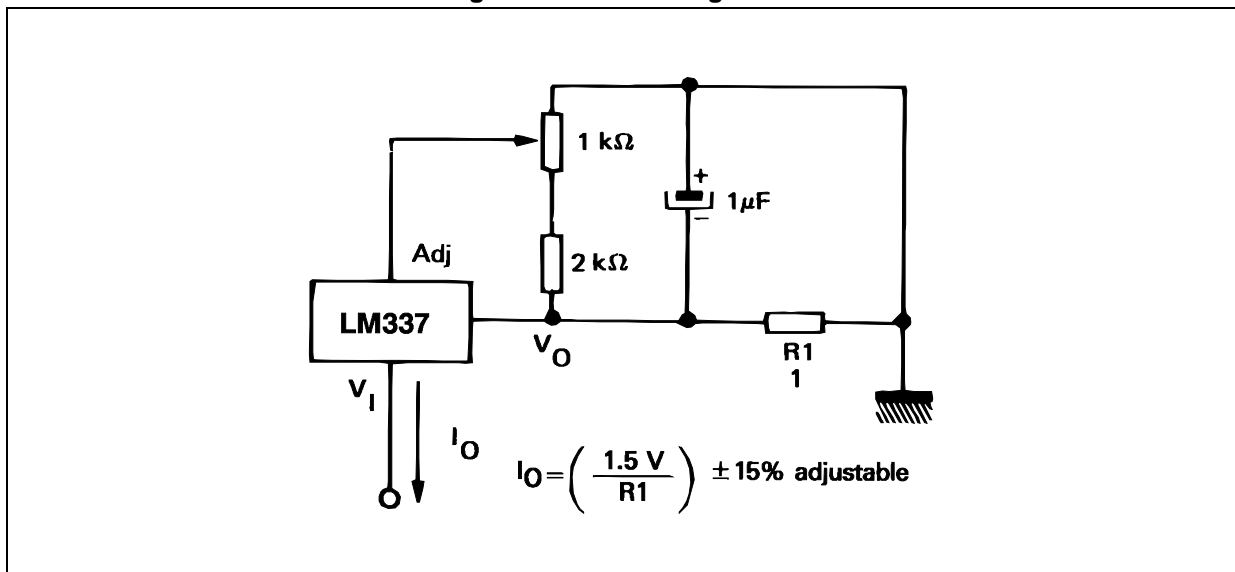 1 kΩ
+
1μF
–
Adj
2 kΩ
LM337
VO
R1
1
VI
IO
IO=(1.5 V/R1) ±15% adjustable